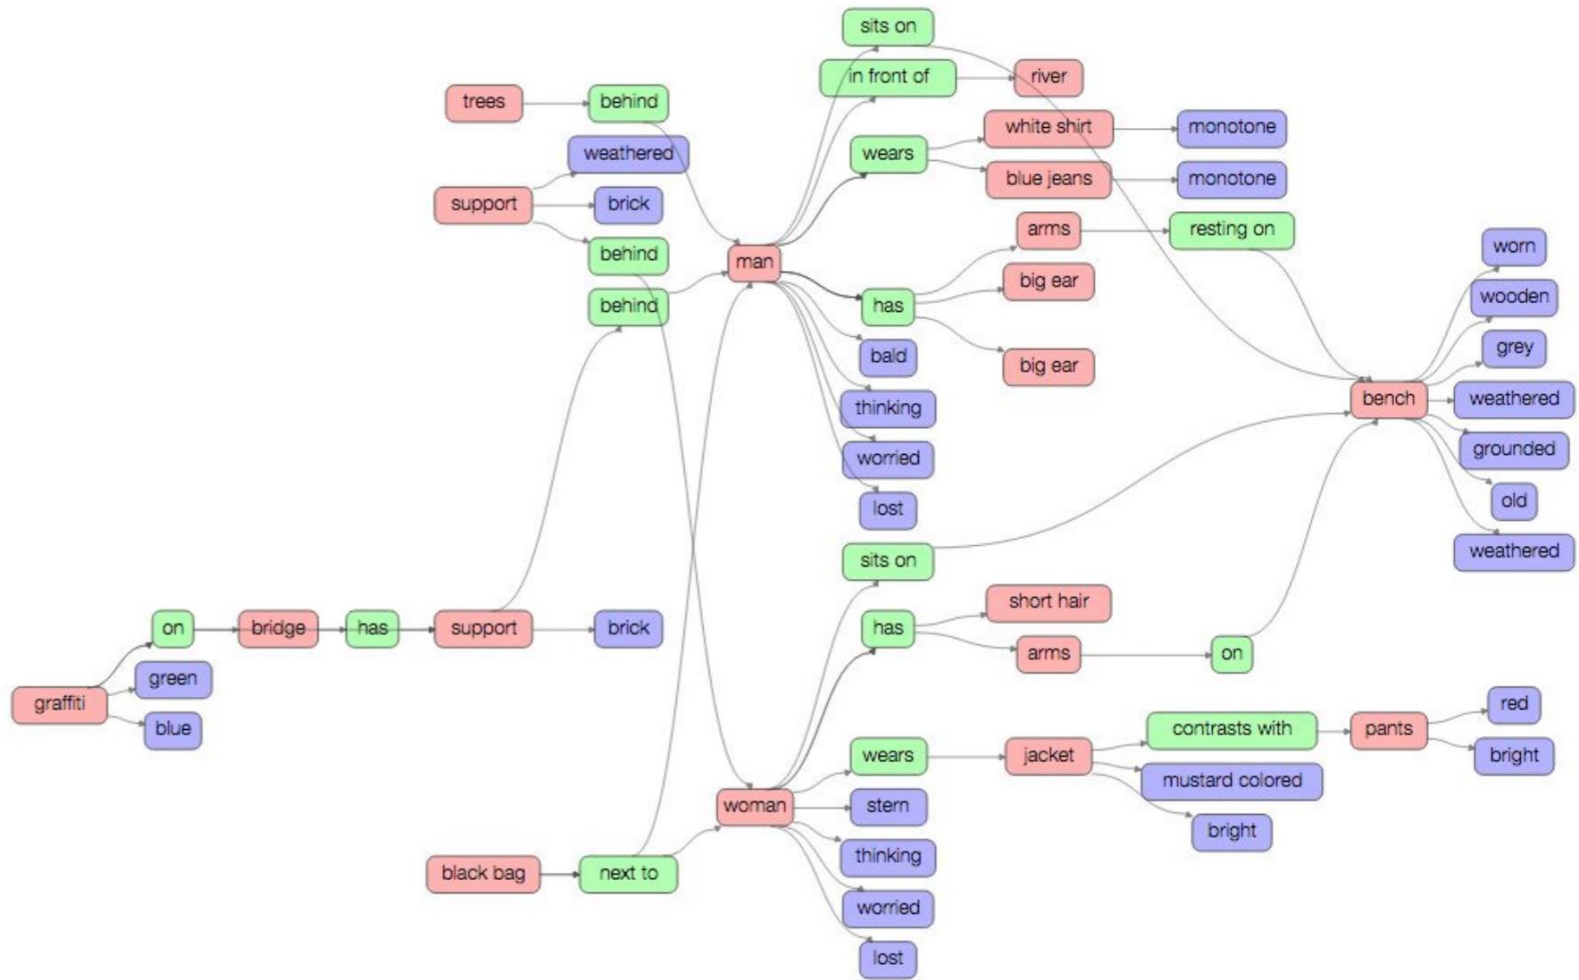 sits on
in front of
river
trees
behind
white shirt
monotone
weathered
wears
blue jeans
monotone
support
brick
arms
resting on
behind
man
worn
big ear
behind
has
wooden
bald
grey
big ear
thinking
bench
weathered
worried
grounded
lost
old
sits on
weathered
short hair
on
bridge
has
support
brick
has
arms
on
green
graffiti
blue
red
contrasts with
pants
wears
jacket
bright
mustard colored
woman
stern
bright
thinking
black bag
next to
worried
lost